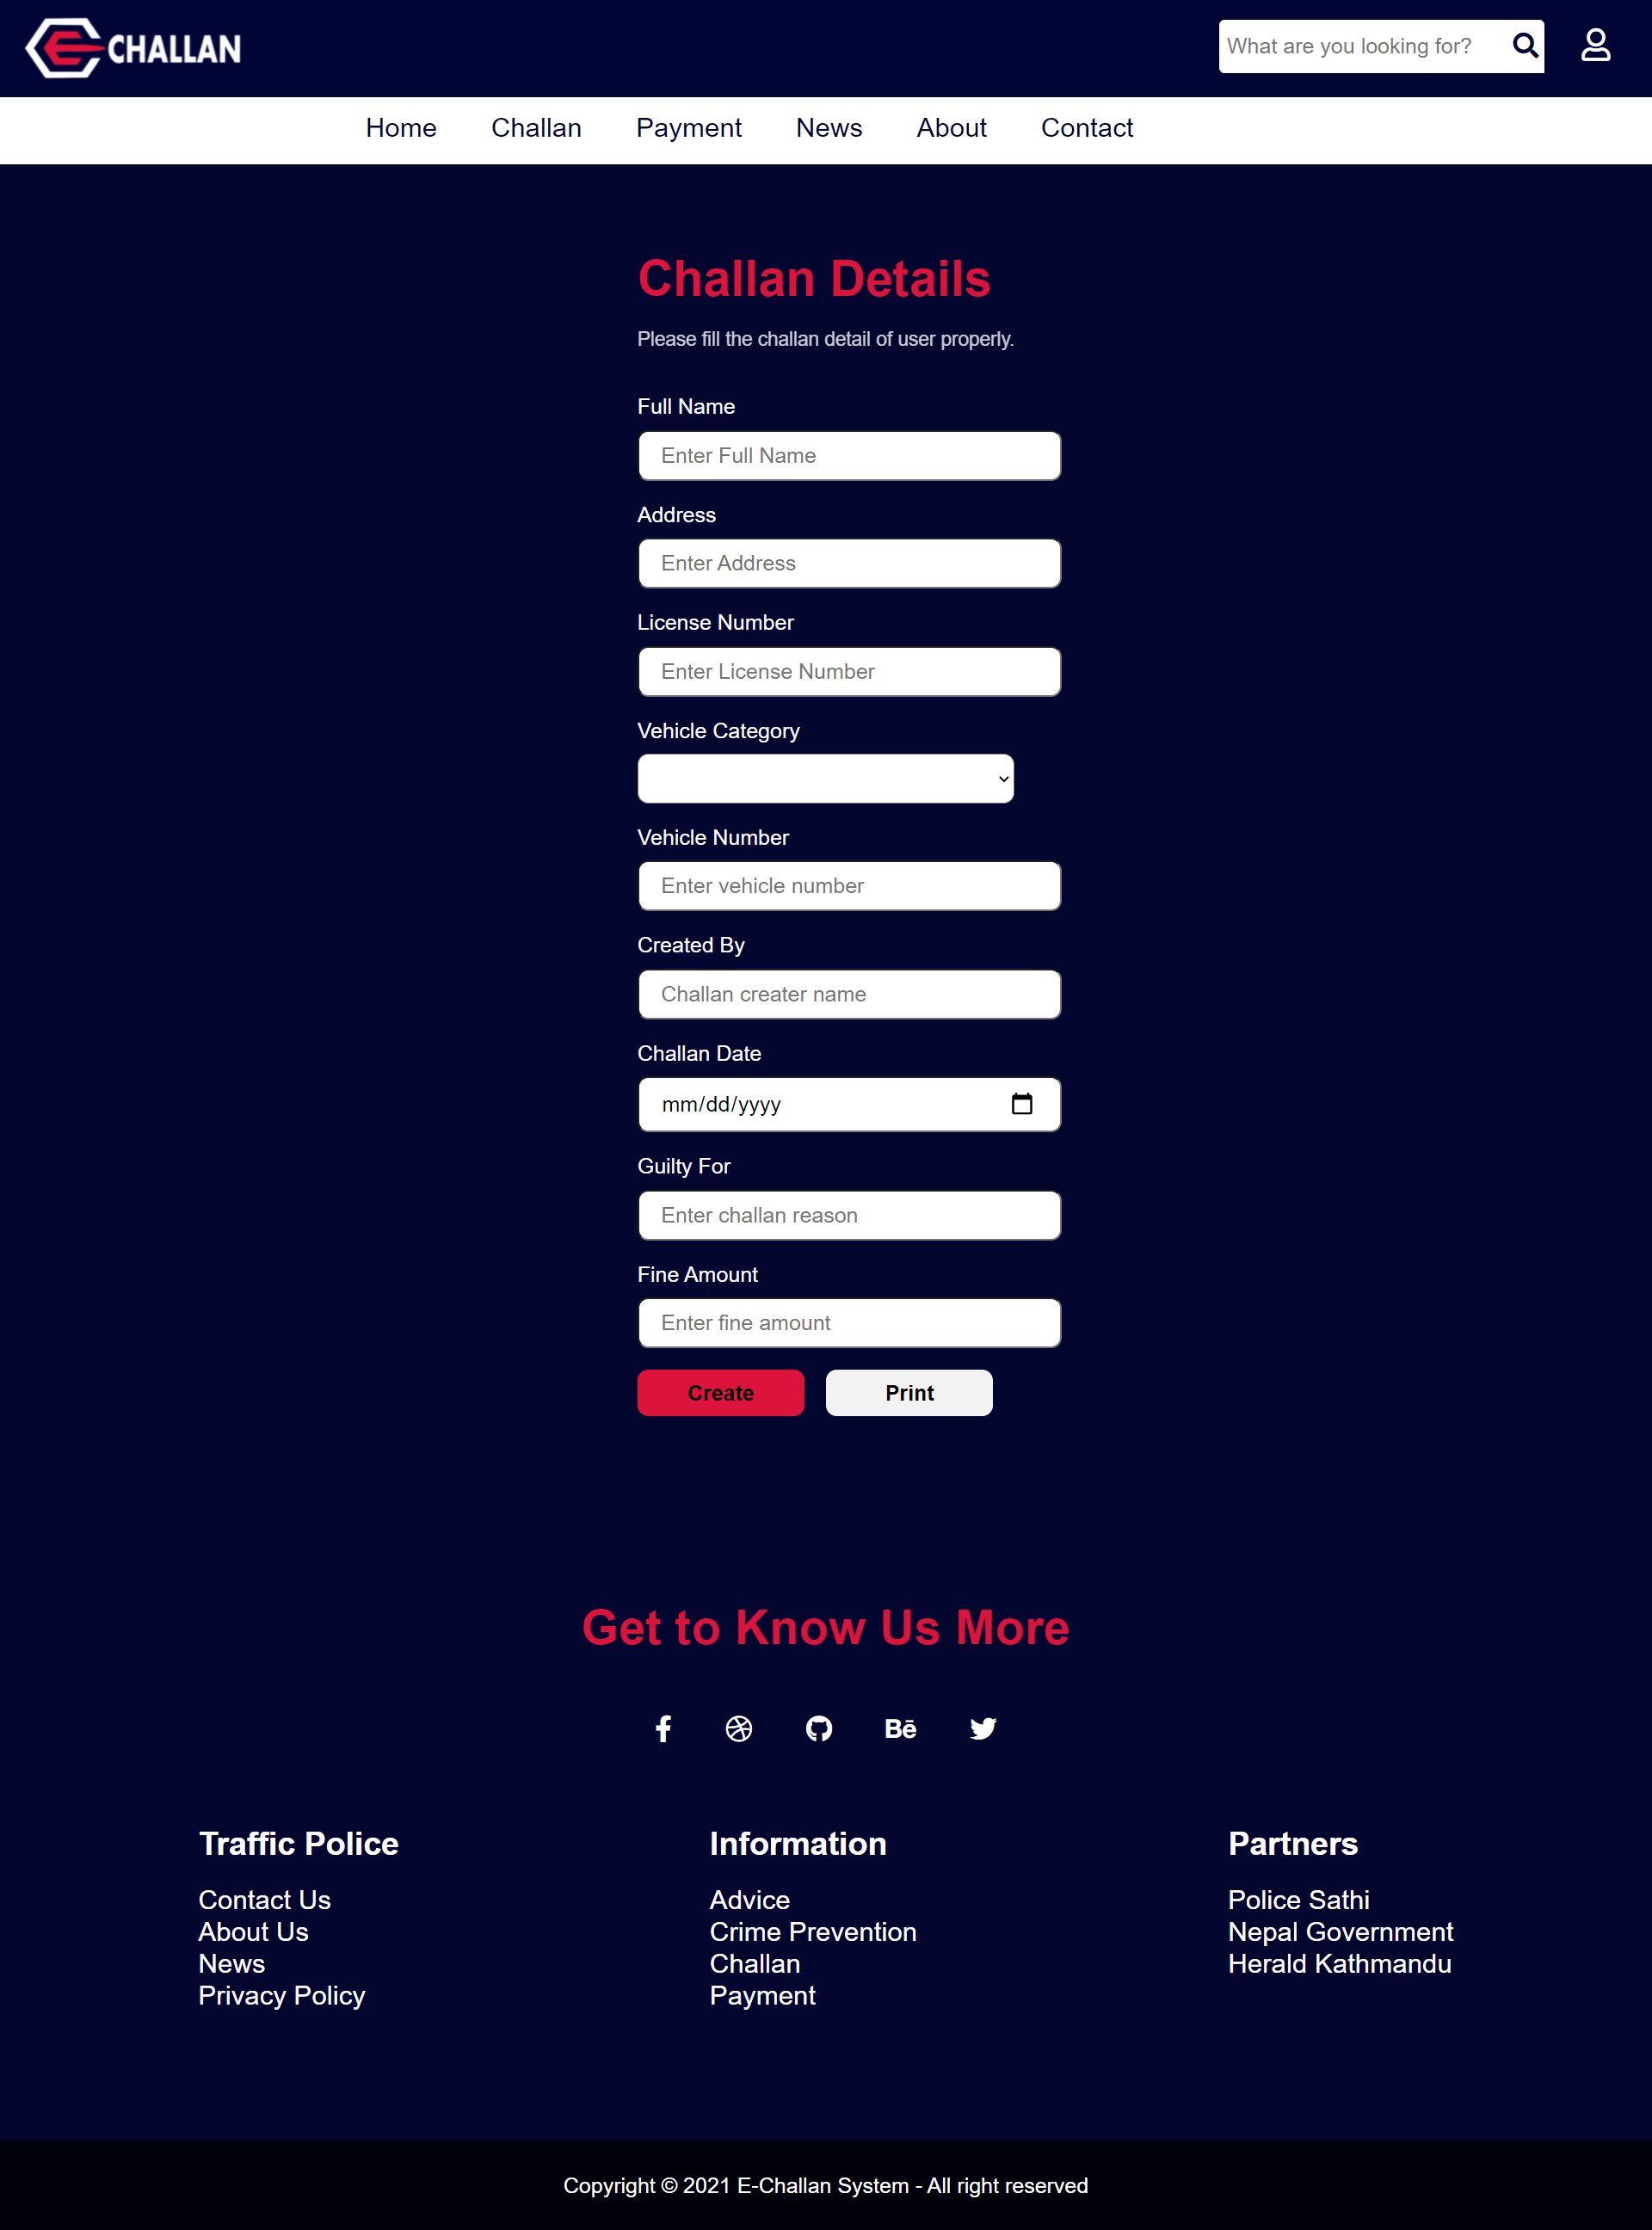 E CHALLAN
What are you looking for?
Home Challan Payment News About Contact
Challan Details
Please fill the challan detail of user properly.
Full Name
Enter Full Name
Address
Enter Address
License Number
Enter License Number
Vehicle Category
Vehicle Number
Enter vehicle number
Created By
Challan creater name
Challan Date
mm/dd/yyyy
Guilty For
Enter challan reason
Fine Amount
Enter fine amount
Create Print
Get to Know Us More
Bē
Traffic Police
Contact Us
About Us
News
Privacy Policy
Information
Advice
Crime Prevention
Challan
Payment
Partners
Police Sathi
Nepal Government
Herald Kathmandu
Copyright © 2021 E-Challan System - All right reserved